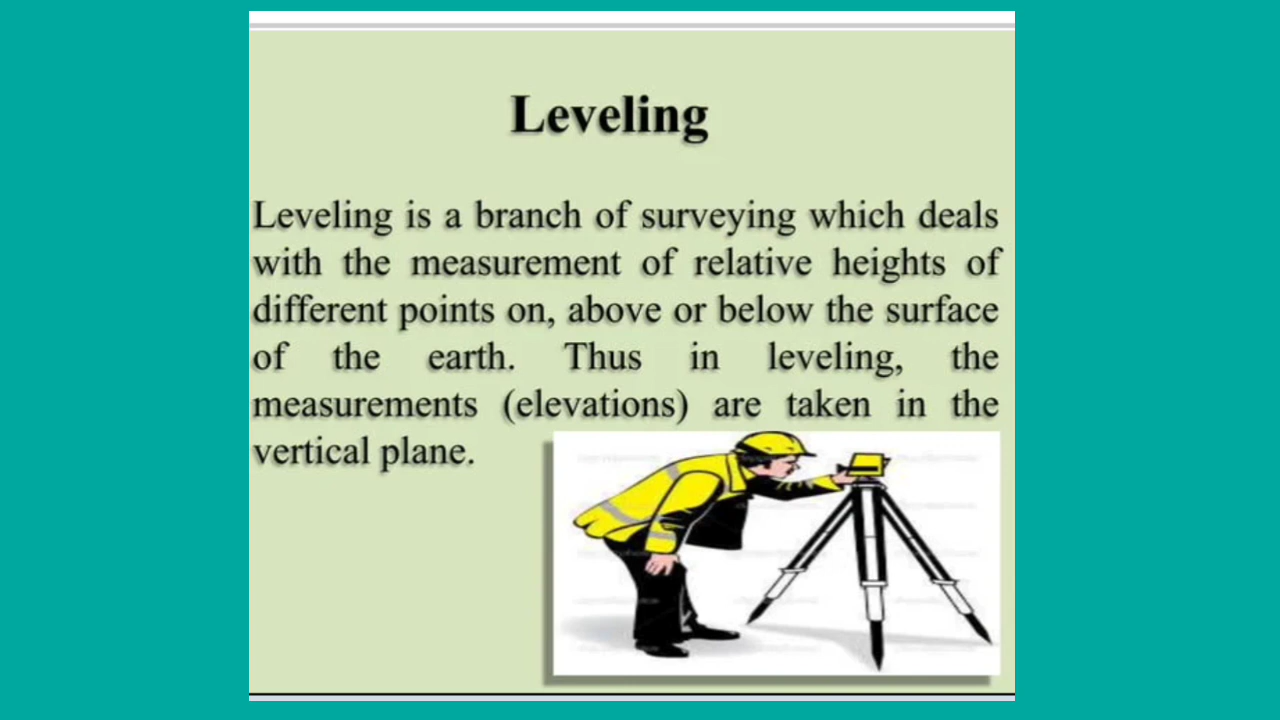 Leveling
Leveling is a branch of surveying which deals
with the measurement of relative heights of
different points on, above or below the surface
of the earth. Thus in leveling, the
measurements (elevations) are taken in the
vertical plane.